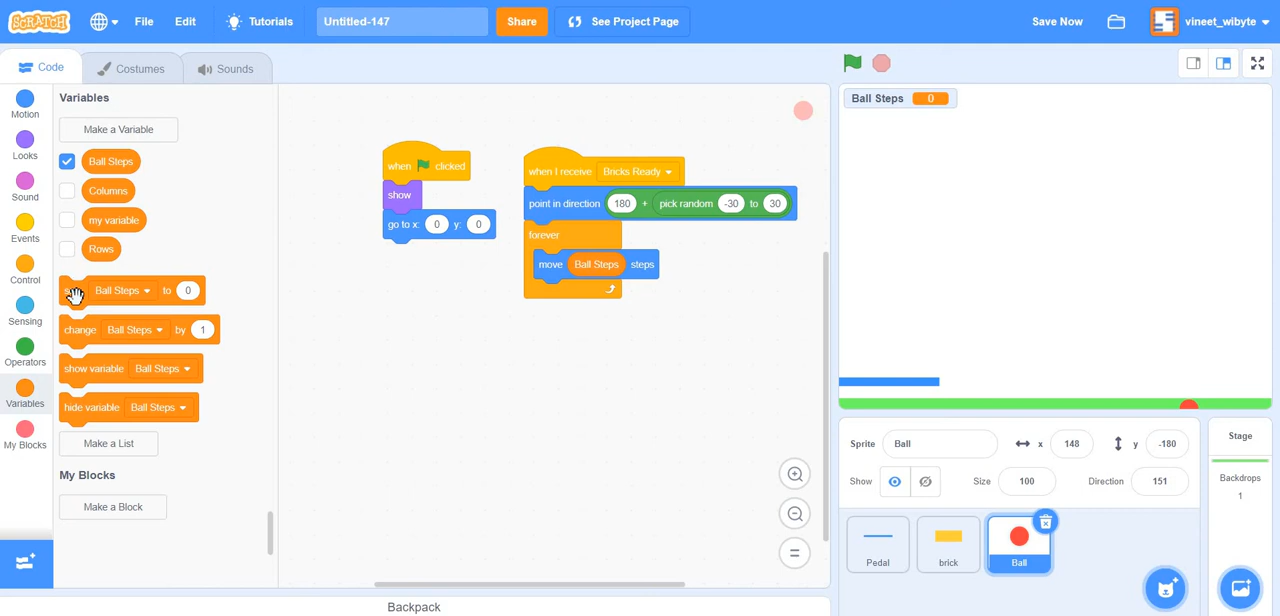 SCRATCH File Edit Tutorials Untitled-147 Share See Project Page Save Now vineet_wibyte
Code Costumes Sounds
Motion
Looks
Sound
Events
Control
Sensing
Operators
Variables
My Blocks
Variables
Make a Variable
Ball Steps
Columns
my variable
Rows
Ball Steps to 0
change Ball Steps by 1
show variable Ball Steps
hide variable Ball Steps
Make a List
My Blocks
Make a Block
when clicked
show
go to x: 0 y: 0
when I receive Bricks Ready
point in direction 180 + pick random -30 to 30
forever
move Ball Steps steps
Backpack
Ball Steps 0
Sprite Ball x 148 y -180
Show Size 100 Direction 151
Pedal
brick
Ball
Stage
Backdrops
1